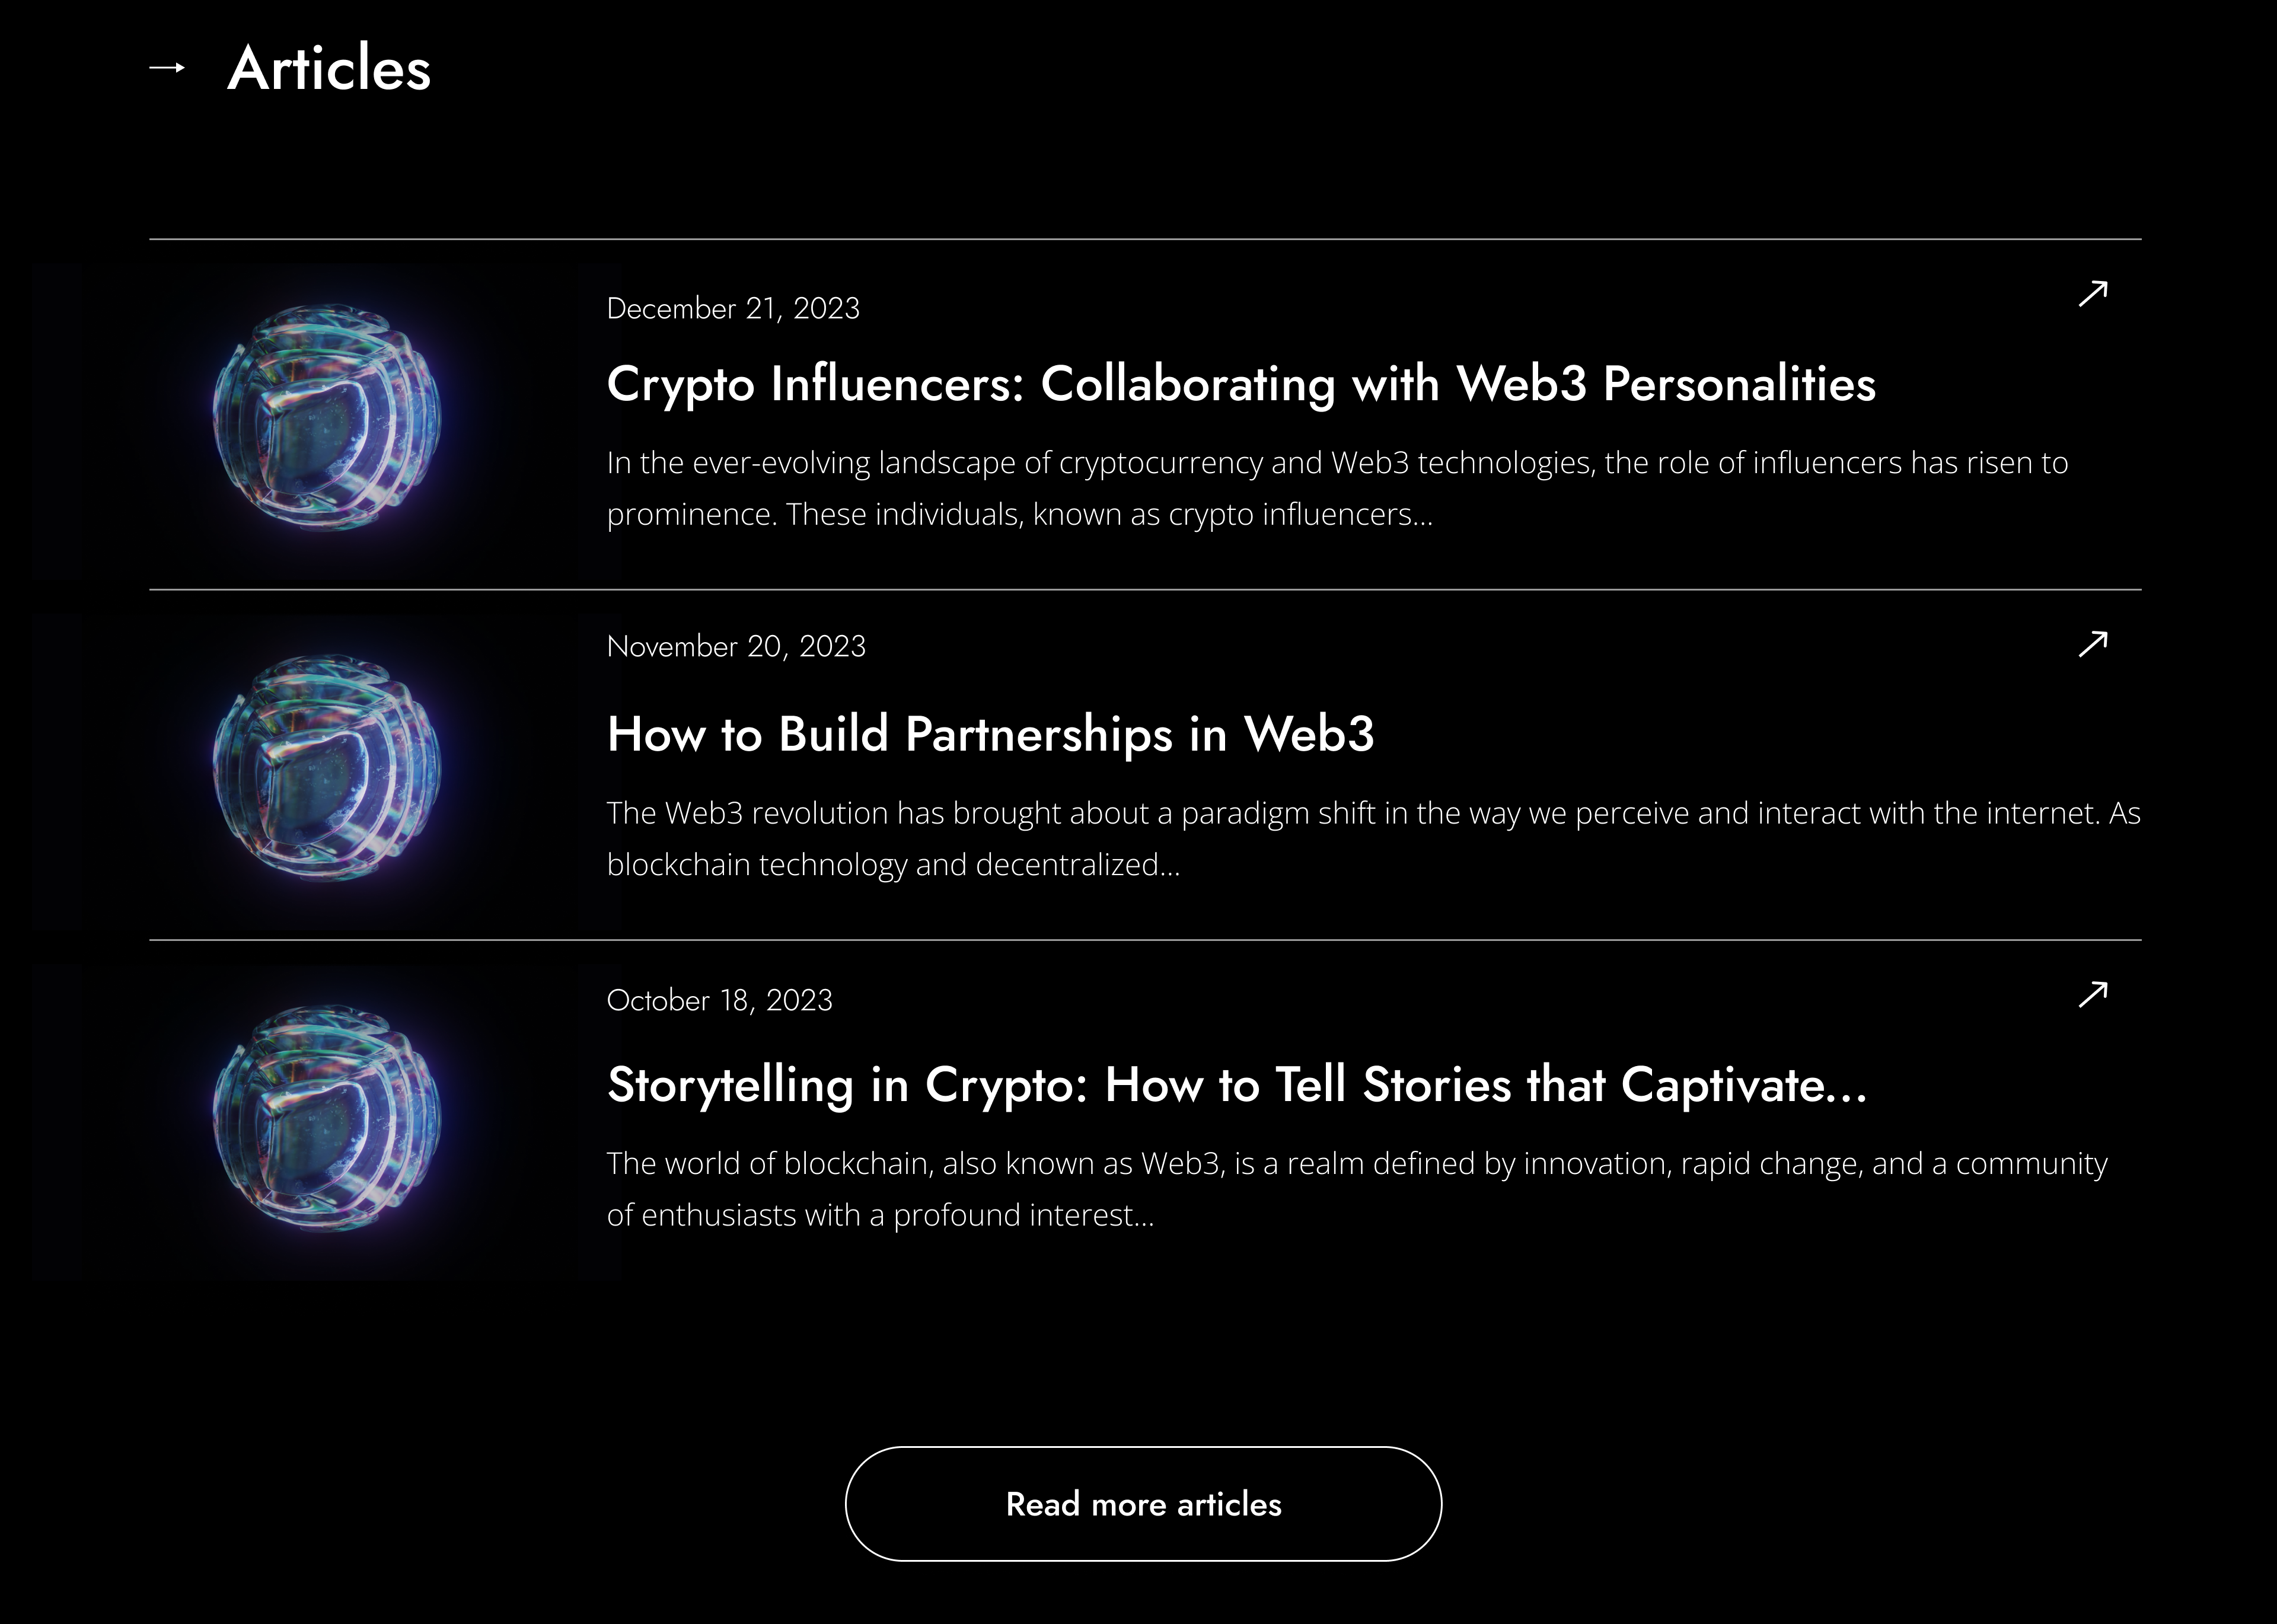 Articles
December 21, 2023
Crypto Influencers: Collaborating with Web3 Personalities
In the ever-evolving landscape of cryptocurrency and Web3 technologies, the role of influencers has risen to
prominence. These individuals, known as crypto influencers...
November 20, 2023
How to Build Partnerships in Web3
The Web3 revolution has brought about a paradigm shift in the way we perceive and interact with the internet. As
blockchain technology and decentralized...
October 18, 2023
Storytelling in Crypto: How to Tell Stories that Captivate...
The world of blockchain, also known as Web3, is a realm defined by innovation, rapid change, and a community
of enthusiasts with a profound interest...
Read more articles